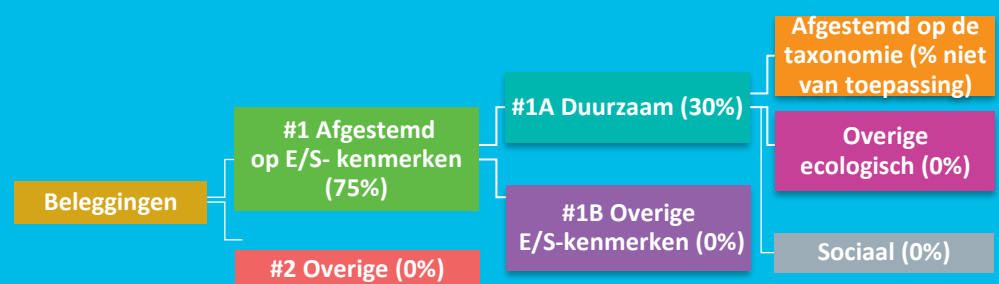 Beleggingen
#1 Afgestemd
op E/S- kenmerken
(75%)
#2 Overige (0%)
#1A Duurzaam (30%)
#1B Overige
E/S-kenmerken (0%)
Afgestemd op de
taxonomie (% niet
van toepassing)
Overige
ecologisch (0%)
Sociaal (0%)